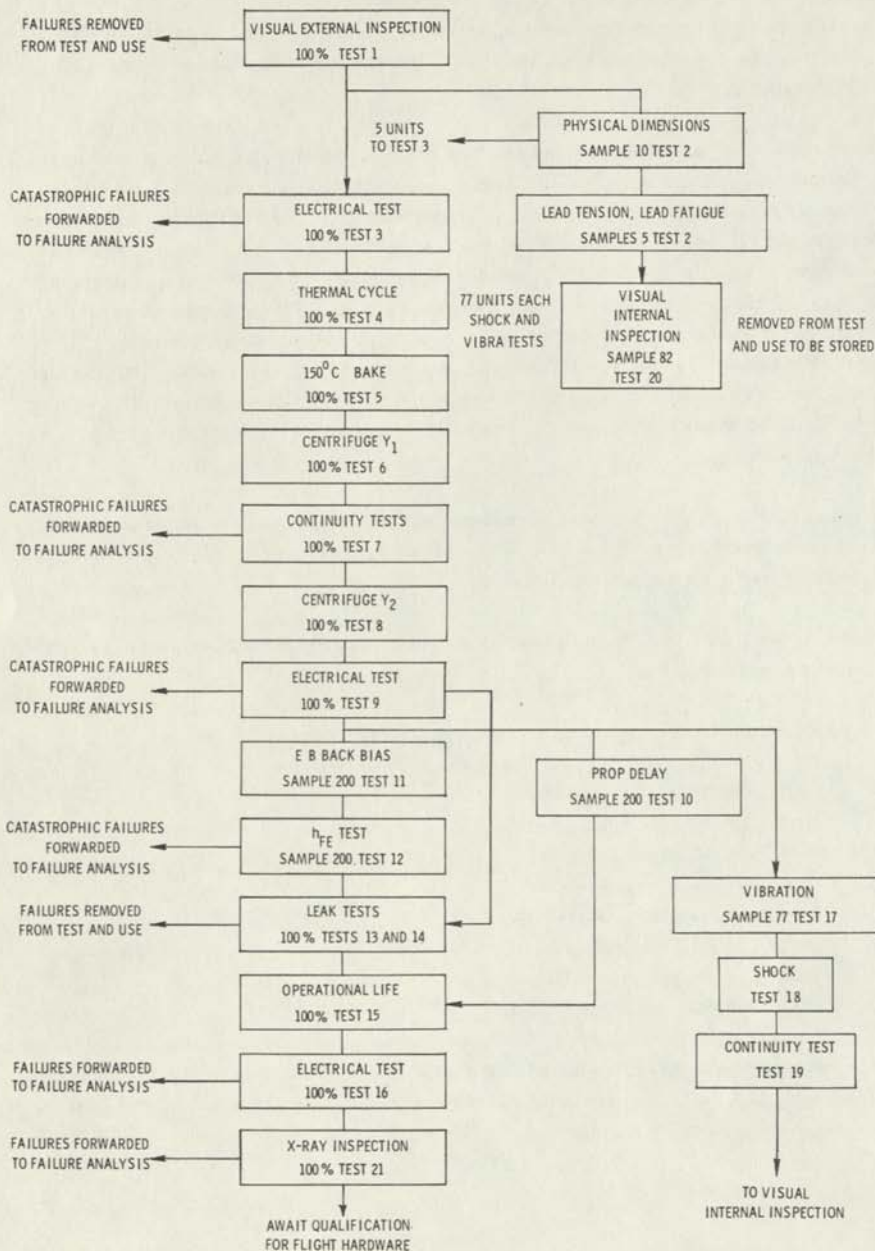 FAILURES REMOVED
FROM TEST AND USE
VISUAL EXTERNAL INSPECTION
100% TEST 1
5 UNITS
TO TEST 3
PHYSICAL DIMENSIONS
SAMPLE 10 TEST 2
CATASTROPHIC FAILURES
FORWARDED
TO FAILURE ANALYSIS
ELECTRICAL TEST
100% TEST 3
LEAD TENSION, LEAD FATIGUE
SAMPLES 5 TEST 2
THERMAL CYCLE
100% TEST 4
77 UNITS EACH
SHOCK AND
VIBRA TESTS
VISUAL
INTERNAL
INSPECTION
SAMPLE 82
TEST 20
REMOVED FROM TEST
AND USE TO BE STORED
150°C BAKE
100% TEST 5
CENTRIFUGE Y1
100% TEST 6
CATASTROPHIC FAILURES
FORWARDED
TO FAILURE ANALYSIS
CONTINUITY TESTS
100% TEST 7
CENTRIFUGE Y2
100% TEST 8
CATASTROPHIC FAILURES
FORWARDED
TO FAILURE ANALYSIS
ELECTRICAL TEST
100% TEST 9
E B BACK BIAS
SAMPLE 200 TEST 11
PROP DELAY
SAMPLE 200 TEST 10
CATASTROPHIC FAILURES
FORWARDED
TO FAILURE ANALYSIS
hFE TEST
SAMPLE 200. TEST 12
FAILURES REMOVED
FROM TEST AND USE
LEAK TESTS
100% TESTS 13 AND 14
VIBRATION
SAMPLE 77 TEST 17
OPERATIONAL LIFE
100% TEST 15
SHOCK
TEST 18
CONTINUITY TEST
TEST 19
FAILURES FORWARDED
TO FAILURE ANALYSIS
ELECTRICAL TEST
100% TEST 16
FAILURES FORWARDED
TO FAILURE ANALYSIS
X-RAY INSPECTION
100% TEST 21
TO VISUAL
INTERNAL INSPECTION
AWAIT QUALIFICATION
FOR FLIGHT HARDWARE